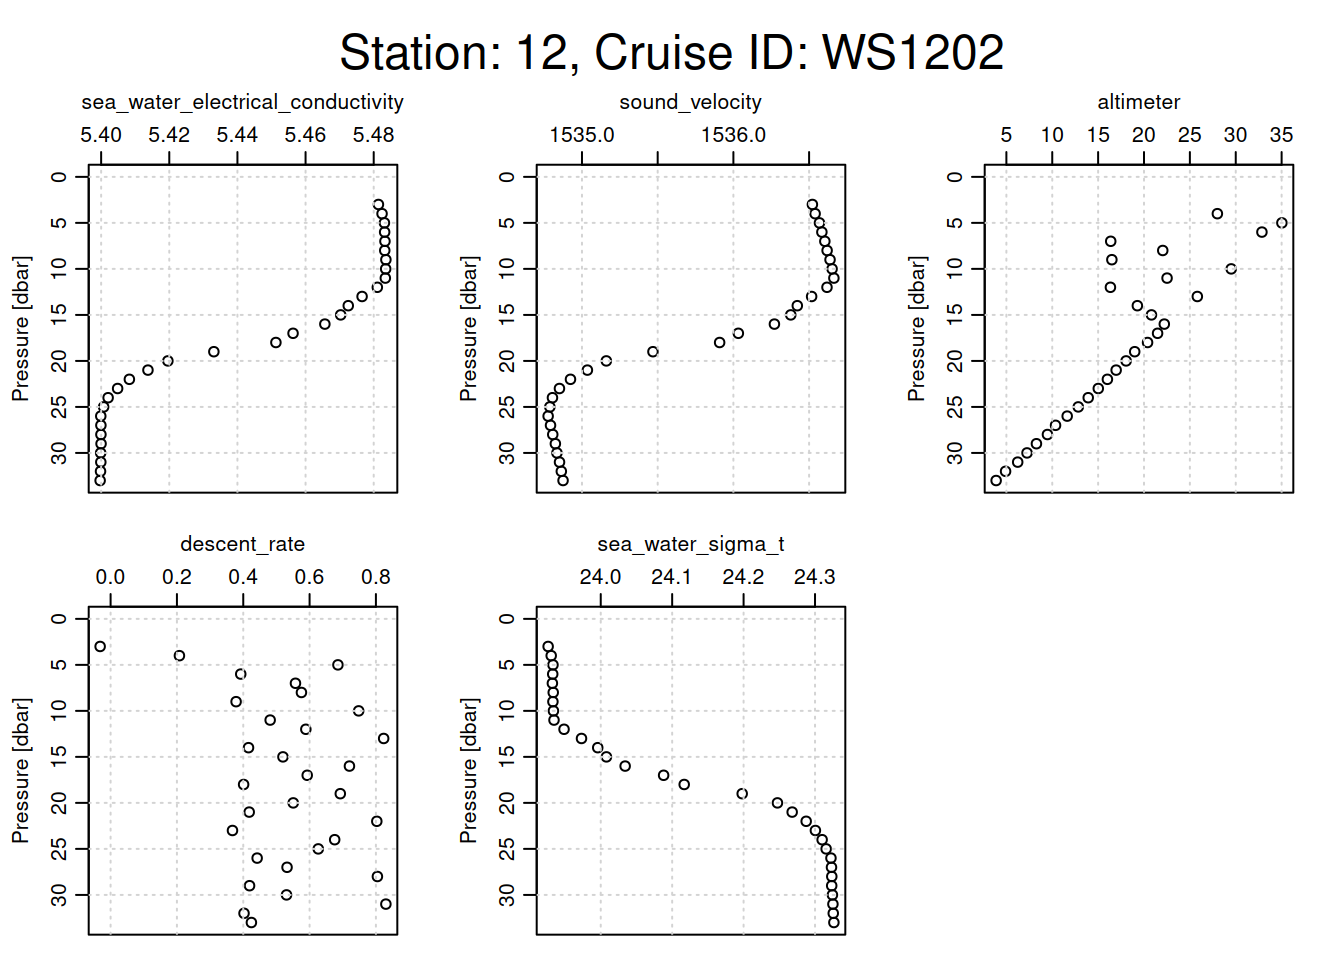 Station: 12, Cruise ID: WS1202
sea_water_electrical_conductivity
5.40 5.42 5.44 5.46 5.48
Pressure [dbar]
0 5 10 15 20 25 30
sound_velocity
1535.0 1536.0
Pressure [dbar]
0 5 10 15 20 25 30
altimeter
5 10 15 20 25 30 35
Pressure [dbar]
0 5 10 15 20 25 30
descent_rate
0.0 0.2 0.4 0.6 0.8
Pressure [dbar]
0 5 10 15 20 25 30
sea_water_sigma_t
24.0 24.1 24.2 24.3
Pressure [dbar]
0 5 10 15 20 25 30